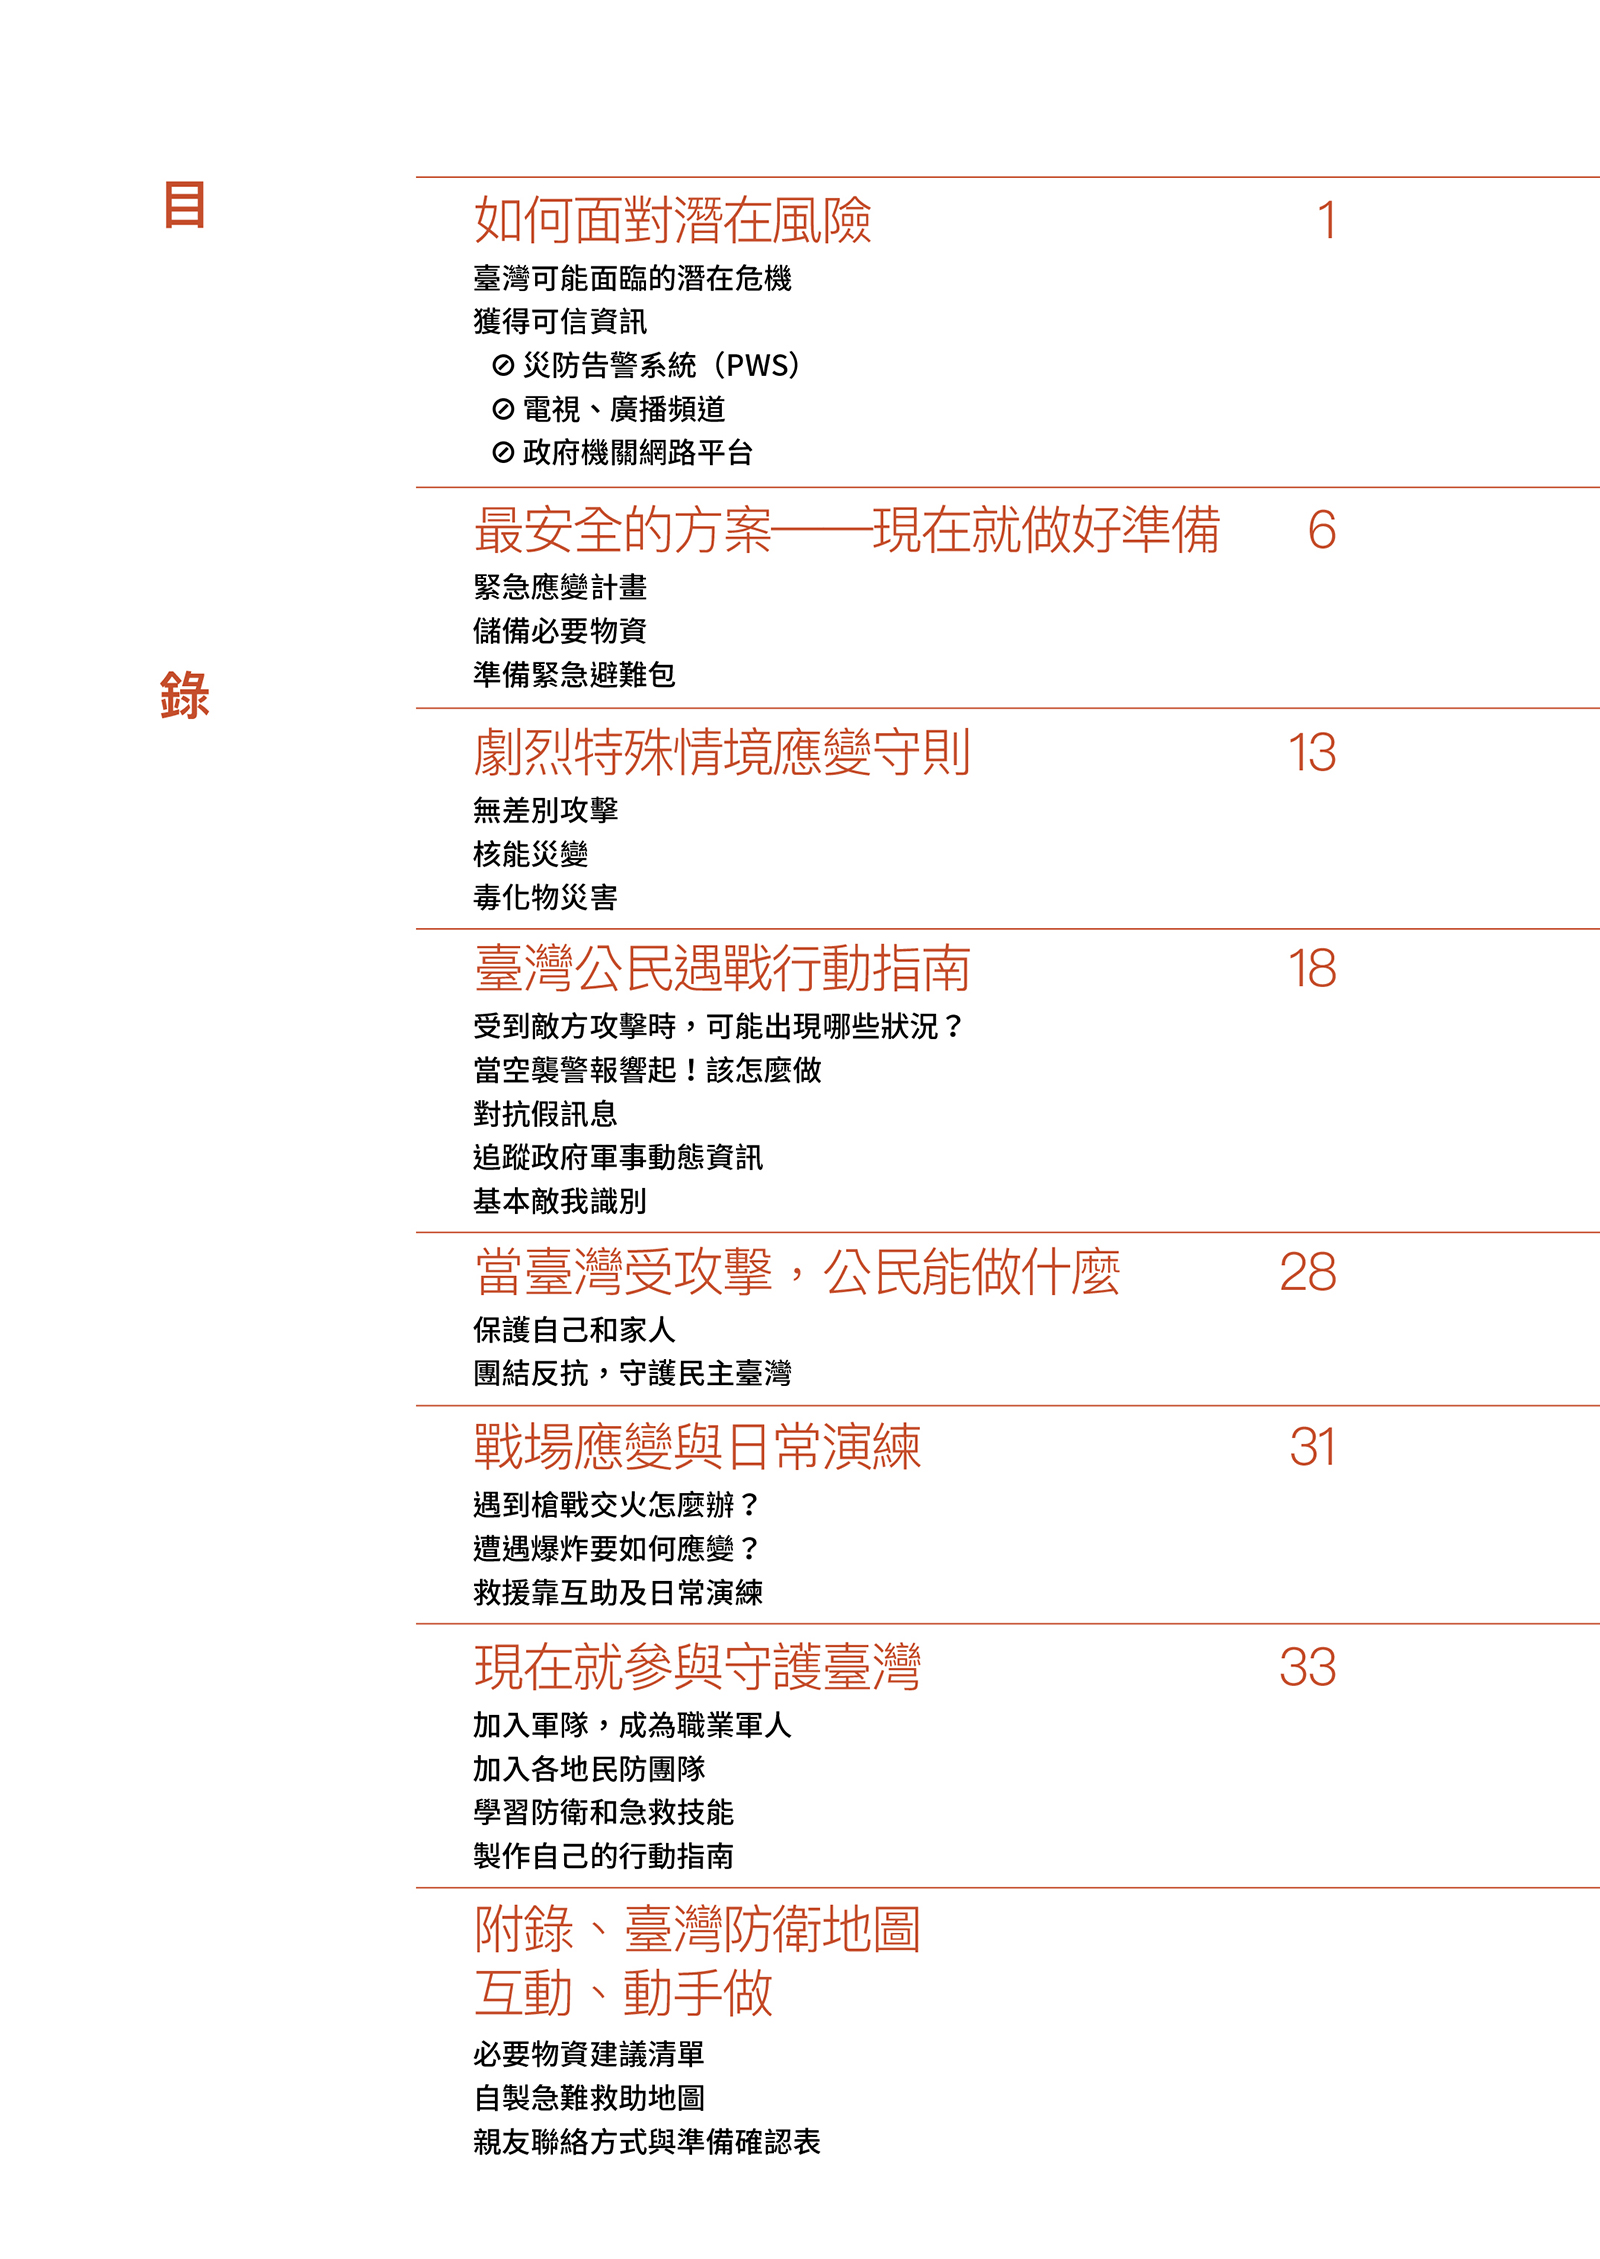 目錄
如何面對潛在風險 1
臺灣可能面臨的潛在危機
獲得可信資訊
⊘ 災防告警系統（PWS）
⊘ 電視、廣播頻道
⊘ 政府機關網路平台
最安全的方案——現在就做好準備 6
緊急應變計畫
儲備必要物資
準備緊急避難包
劇烈特殊情境應變守則 13
無差別攻擊
核能災變
毒化物災害
臺灣公民遇戰行動指南 18
受到敵方攻擊時，可能出現哪些狀況？
當空襲警報響起！該怎麼做
對抗假訊息
追蹤政府軍事動態資訊
基本敵我識別
當臺灣受攻擊，公民能做什麼 28
保護自己和家人
團結反抗，守護民主臺灣
戰場應變與日常演練 31
遇到槍戰交火怎麼辦？
遭遇爆炸要如何應變？
救援靠互助及日常演練
現在就參與守護臺灣 33
加入軍隊，成為職業軍人
加入各地民防團隊
學習防衛和急救技能
製作自己的行動指南
附錄、臺灣防衛地圖
互動、動手做
必要物資建議清單
自製急難救助地圖
親友聯絡方式與準備確認表